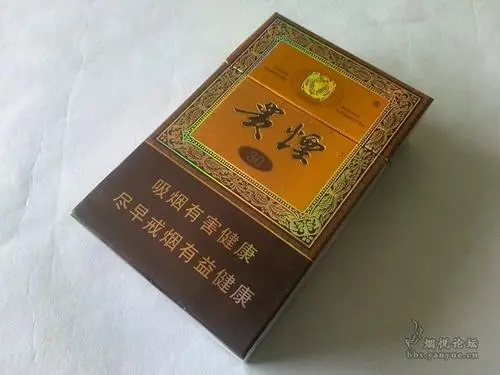 贵煙
30
吸烟有害健康
尽早戒烟有益健康
烟悦论坛
bbs.yanyue.cn